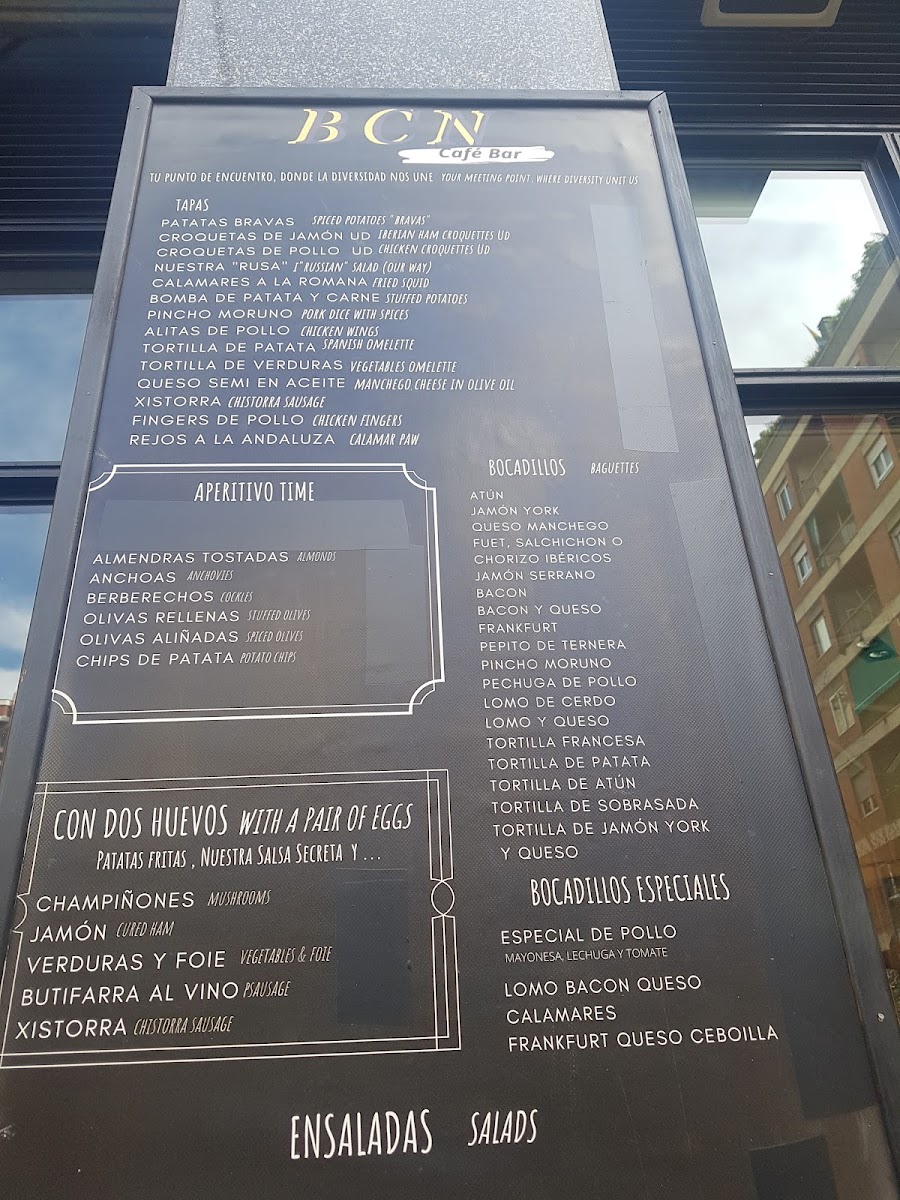 BCN
Café Bar
TU PUNTO DE ENCUENTRO, DONDE LA DIVERSIDAD NOS UNE YOUR MEETING POINT. WHERE DIVERSITY UNIT US
TAPAS
PATATAS BRAVAS SPICED POTATOES "BRAVAS"
CROQUETAS DE JAMÓN UD IBERIAN HAM CROQUETTES UD
CROQUETAS DE POLLO UD CHICKEN CROQUETTES UD
NUESTRA "RUSA" I"RUSSIAN" SALAD (OUR WAY)
CALAMARES A LA ROMANA FRIED SQUID
BOMBA DE PATATA Y CARNE STUFFED POTATOES
PINCHO MORUNO PORK DICE WITH SPICES
ALITAS DE POLLO CHICKEN WINGS
TORTILLA DE PATATA SPANISH OMELETTE
TORTILLA DE VERDURAS VEGETABLES OMELETTE
QUESO SEMI EN ACEITE MANCHEGO CHEESE IN OLIVE OIL
XISTORRA CHISTORRA SAUSAGE
FINGERS DE POLLO CHICKEN FINGERS
REJOS A LA ANDALUZA CALAMAR PAW
APERITIVO TIME
ALMENDRAS TOSTADAS ALMONDS
ANCHOAS ANCHOVIES
BERBERECHOS COCKLES
OLIVAS RELLENAS STUFFED OLIVES
OLIVAS ALIÑADAS SPICED OLIVES
CHIPS DE PATATA POTATO CHIPS
CON DOS HUEVOS WITH A PAIR OF EGGS
PATATAS FRITAS , NUESTRA SALSA SECRETA Y ...
CHAMPIÑONES MUSHROOMS
JAMÓN CURED HAM
VERDURAS Y FOIE VEGETABLES & FOIE
BUTIFARRA AL VINO PSAUSAGE
XISTORRA CHISTORRA SAUSAGE
BOCADILLOS BAGUETTES
ATÚN
JAMÓN YORK
QUESO MANCHEGO
FUET, SALCHICHON O
CHORIZO IBÉRICOS
JAMÓN SERRANO
BACON
BACON Y QUESO
FRANKFURT
PEPITO DE TERNERA
PINCHO MORUNO
PECHUGA DE POLLO
LOMO DE CERDO
LOMO Y QUESO
TORTILLA FRANCESA
TORTILLA DE PATATA
TORTILLA DE ATÚN
TORTILLA DE SOBRASADA
TORTILLA DE JAMÓN YORK
Y QUESO
BOCADILLOS ESPECIALES
ESPECIAL DE POLLO
MAYONESA, LECHUGA Y TOMATE
LOMO BACON QUESO
CALAMARES
FRANKFURT QUESO CEBOILLA
ENSALADAS SALADS